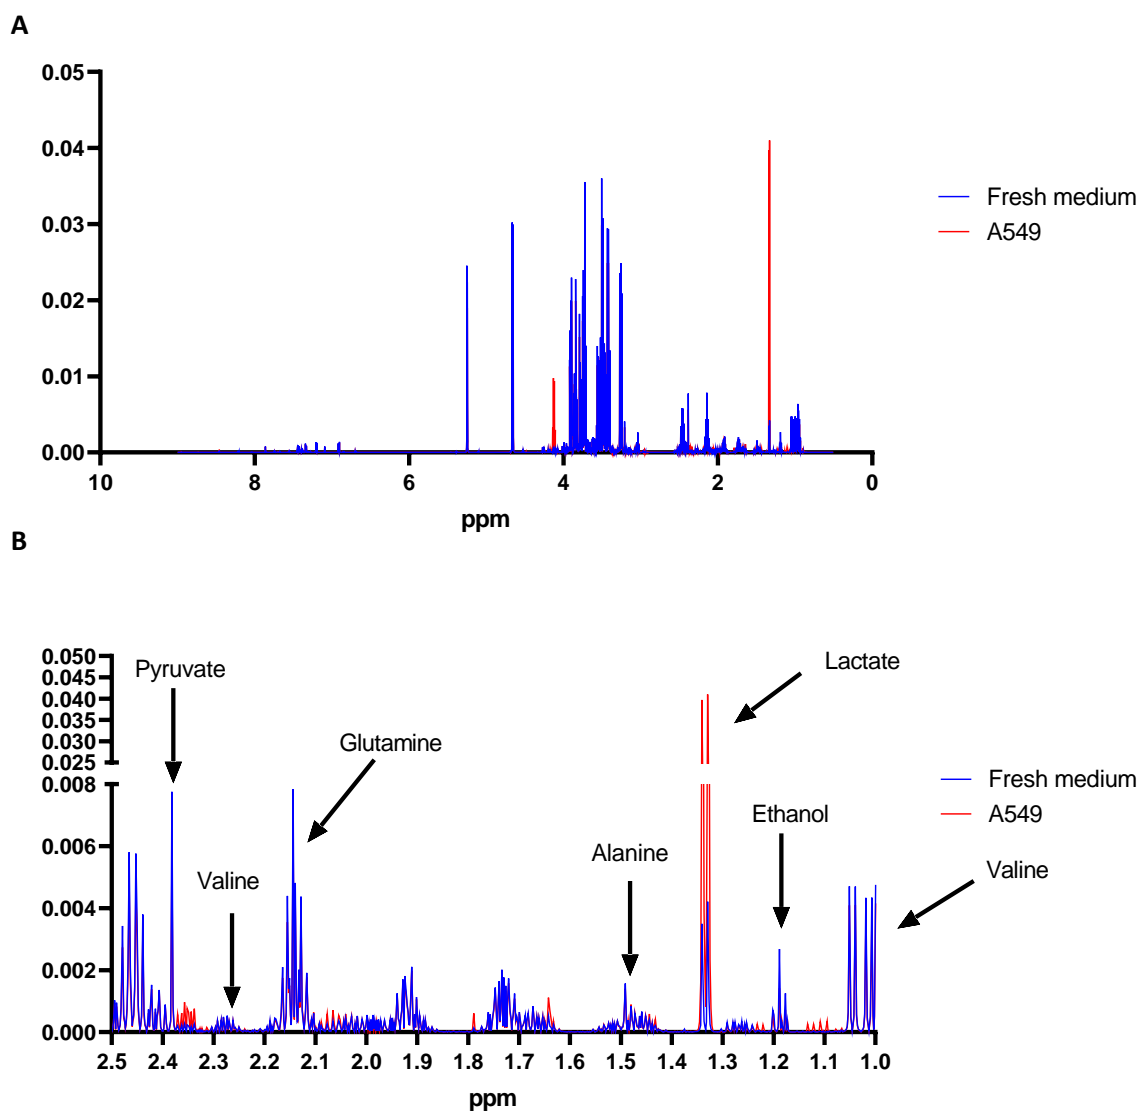 A
0.05
0.04
0.03
0.02
0.01
0.00
10 8 6 4 2 0
ppm
Fresh medium
A549
B
0.050
0.045
0.040
0.035
0.030
0.025
0.008
0.006
0.004
0.002
0.000
Pyruvate
Lactate
Glutamine
Ethanol
Alanine
Valine
Valine
Fresh medium
A549
2.5 2.4 2.3 2.2 2.1 2.0 1.9 1.8 1.7 1.6 1.5 1.4 1.3 1.2 1.1 1.0
ppm